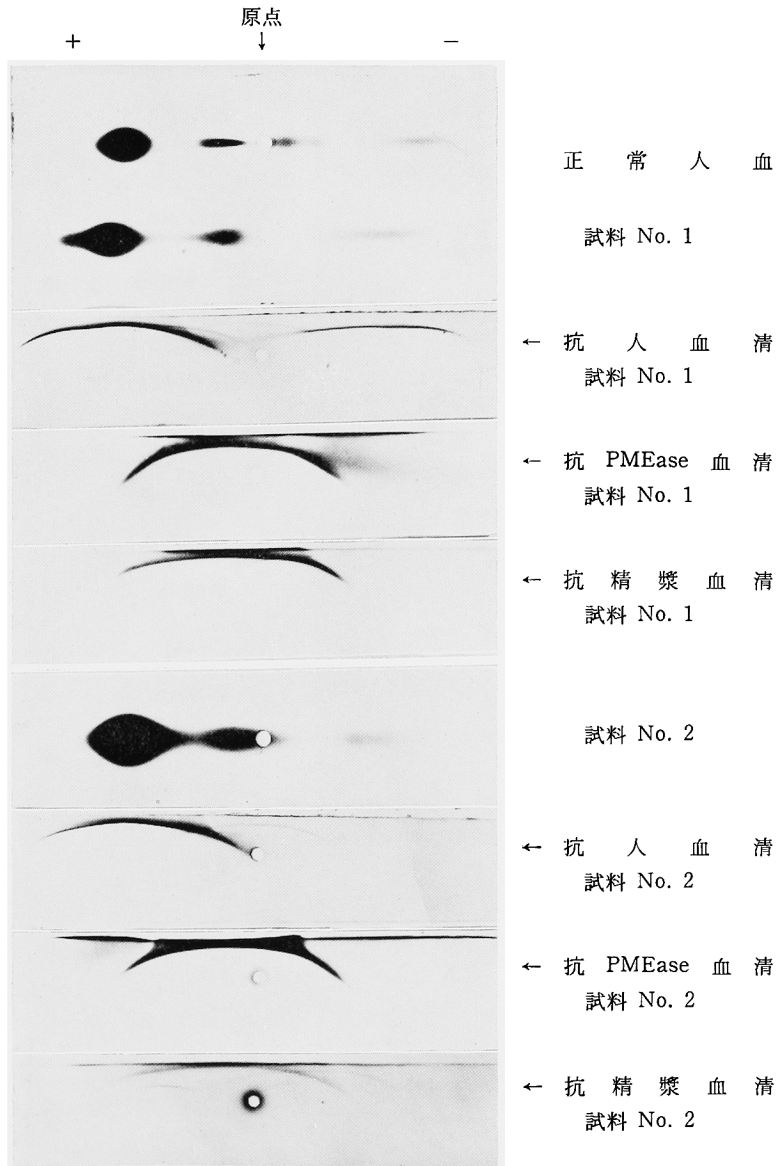 原点
+ ↓ −
正常人血
試料 No. 1
← 抗人血清
試料 No. 1
← 抗 PMEase 血清
試料 No. 1
← 抗精漿血清
試料 No. 1
試料 No. 2
← 抗人血清
試料 No. 2
← 抗 PMEase 血清
試料 No. 2
← 抗精漿血清
試料 No. 2